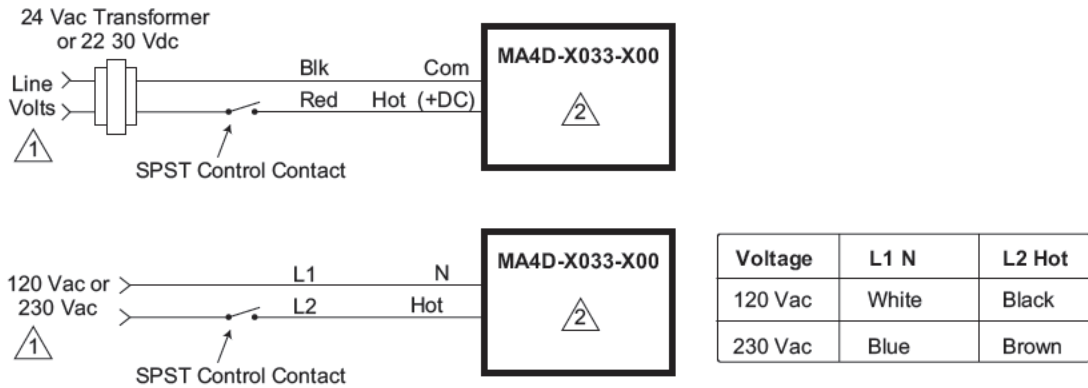 24 Vac Transformer
or 22 30 Vdc
Line
Volts
1
Blk
Com
Red
Hot (+DC)
SPST Control Contact
MA4D-X033-X00
2
120 Vac or
230 Vac
1
L1
N
L2
Hot
SPST Control Contact
MA4D-X033-X00
2
Voltage L1 N L2 Hot
120 Vac White Black
230 Vac Blue Brown